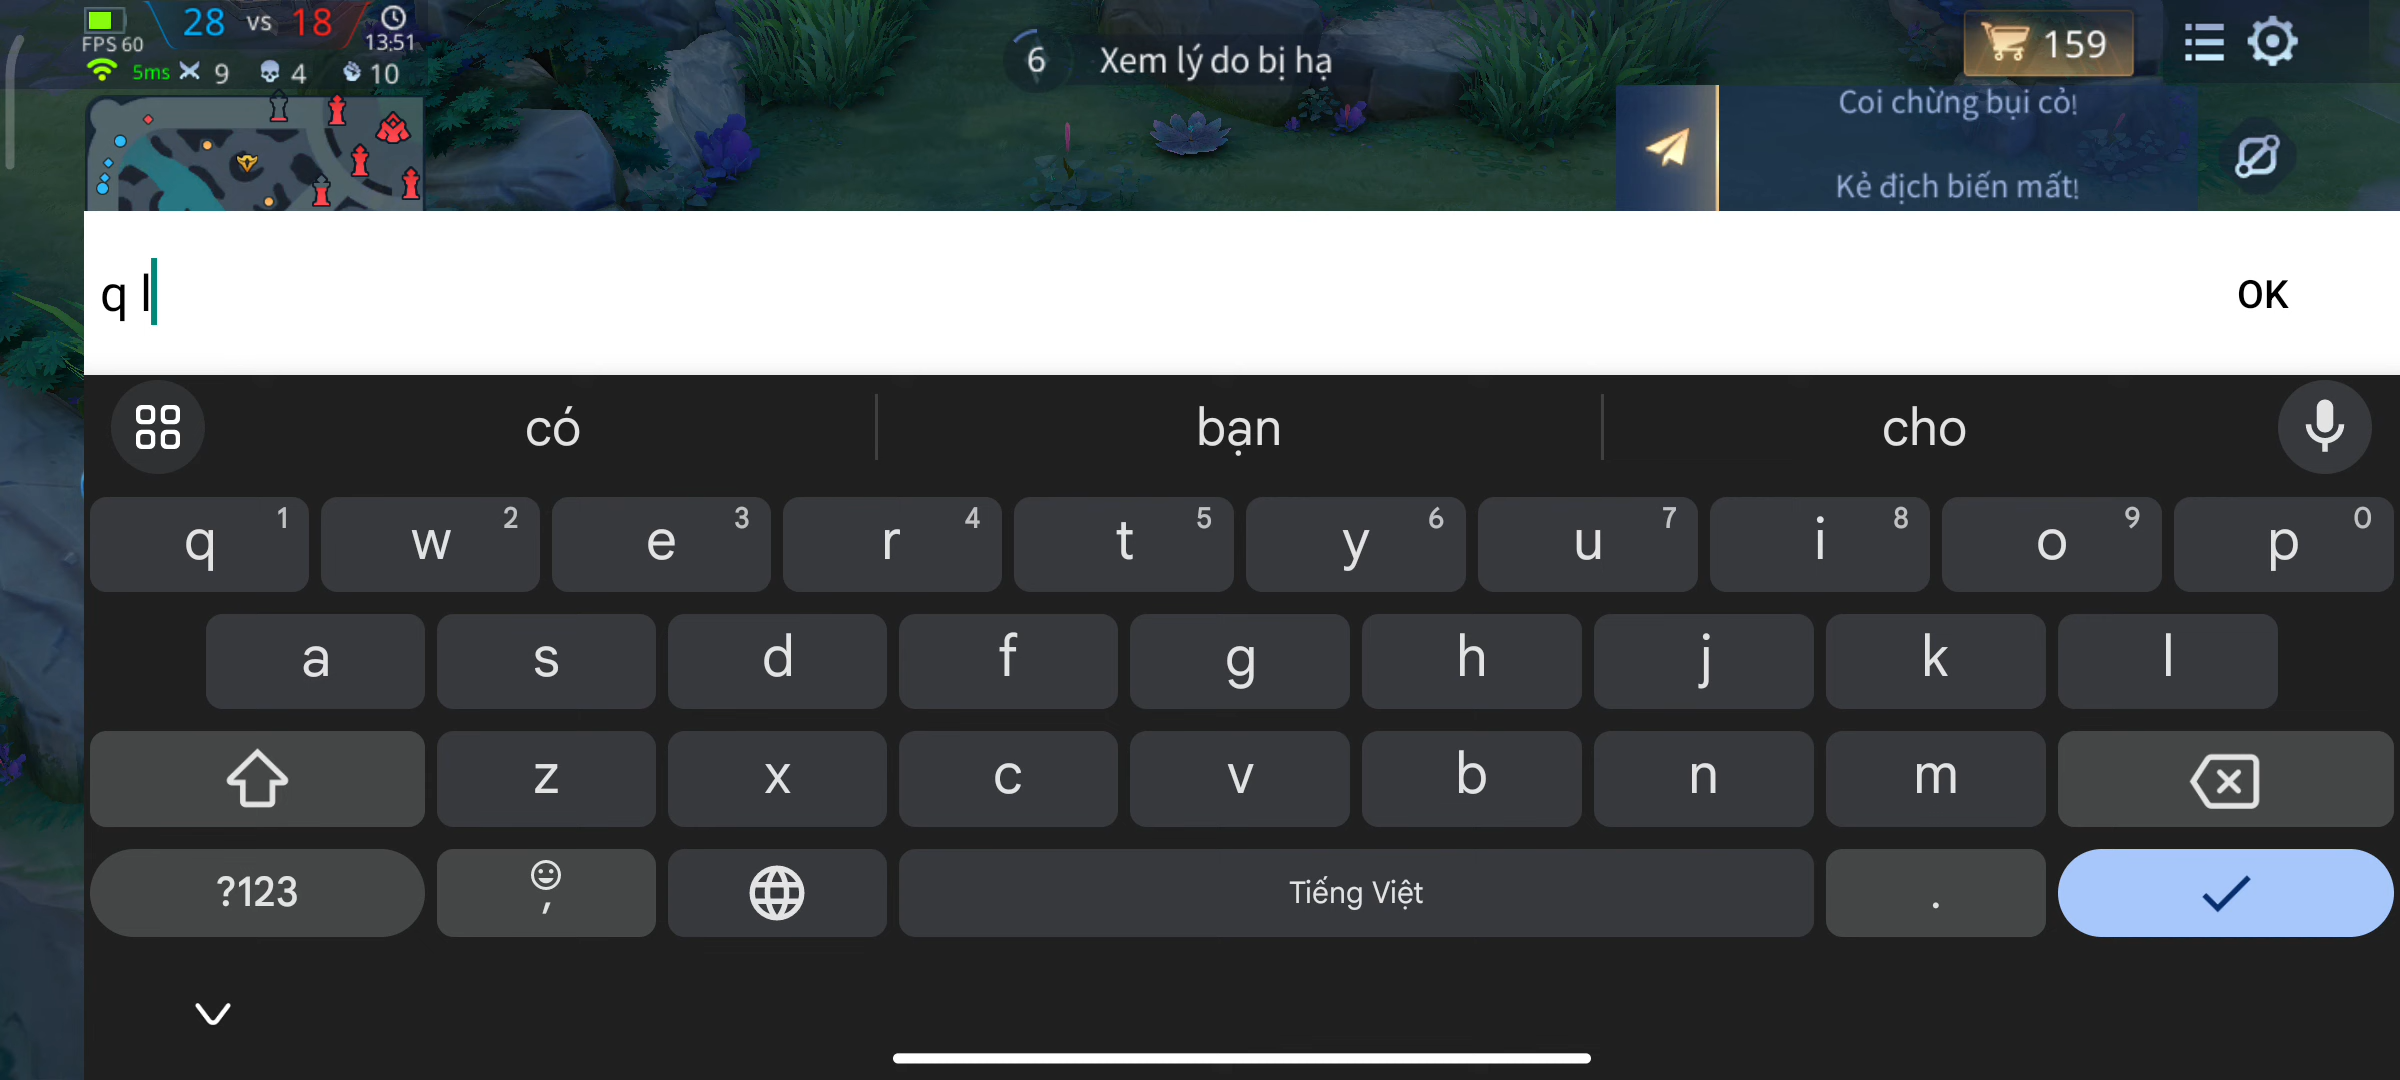 28 vs 18
FPS 60
13:51
5ms 9 4 10
6 Xem lý do bị hạ
159
Coi chừng bụi cỏ!
Kẻ địch biến mất!
q l
OK
có bạn cho
q 1 w 2 e 3 r 4 t 5 y 6 u 7 i 8 o 9 p 0
a s d f g h j k l
z x c v b n m
?123 , Tiếng Việt .